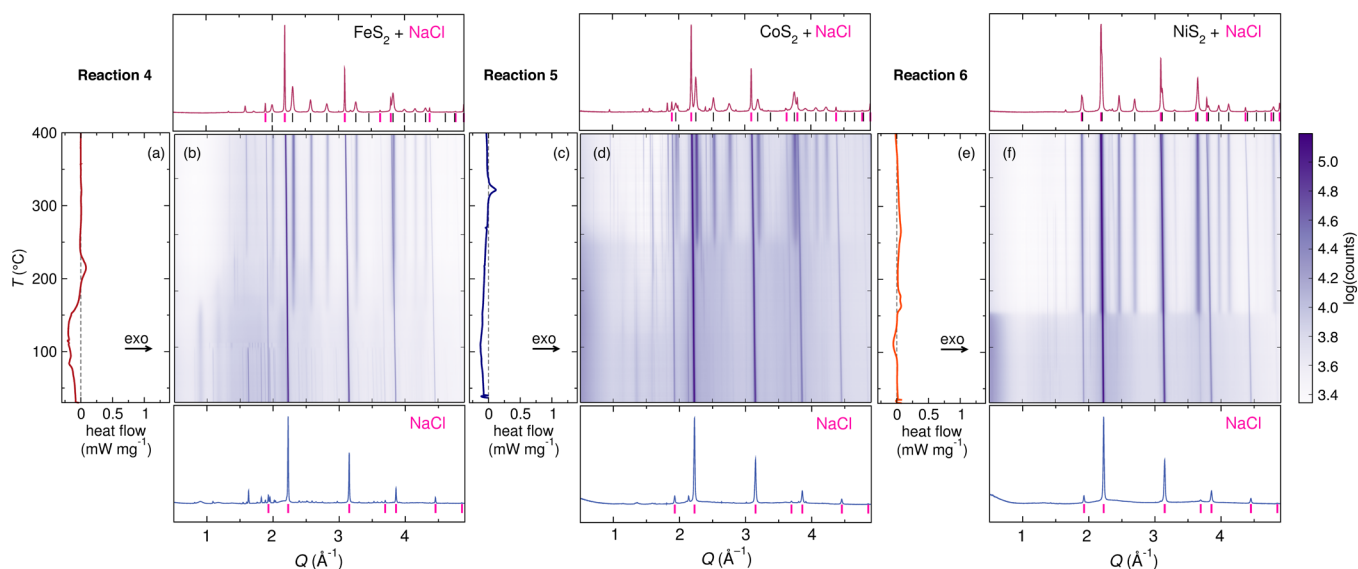 FeS2 + NaCl
CoS2 + NaCl
NiS2 + NaCl
Reaction 4
Reaction 5
Reaction 6
(a)
(b)
(c)
(d)
(e)
(f)
400
300
200
100
T (°C)
exo
exo
exo
5.0
4.8
4.6
4.4
4.2
4.0
3.8
3.6
3.4
log(counts)
0 0.5 1
heat flow
(mW mg-1)
0 0.5 1
heat flow
(mW mg-1)
0 0.5 1
heat flow
(mW mg-1)
NaCl
NaCl
NaCl
1 2 3 4
Q (Å-1)
1 2 3 4
Q (Å−1)
1 2 3 4
Q (Å-1)